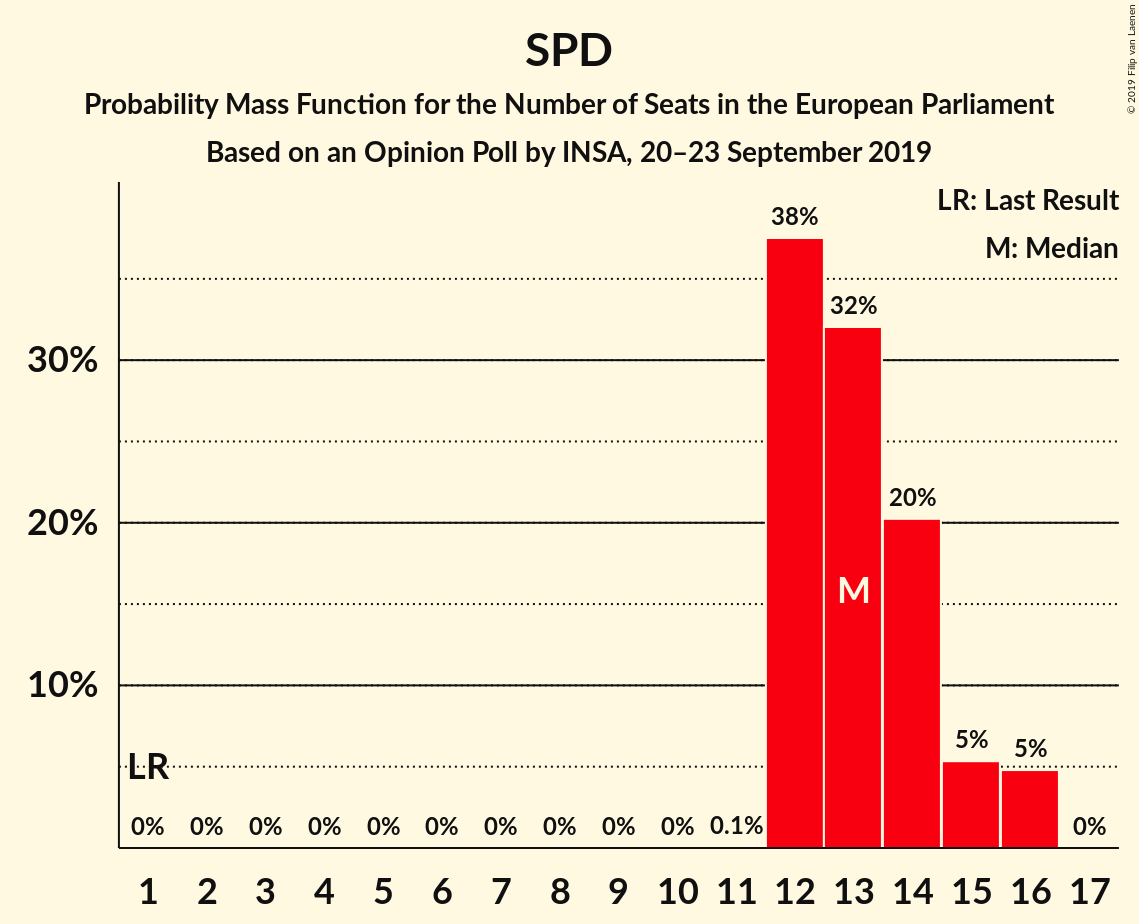 SPD
Probability Mass Function for the Number of Seats in the European Parliament
Based on an Opinion Poll by INSA, 20–23 September 2019
© 2019 Filip van Laenen
LR: Last Result
M: Median
38%
32%
30%
20%
20%
M
10%
5%
5%
LR
0% 0% 0% 0% 0% 0% 0% 0% 0% 0% 0.1% 0%
1 2 3 4 5 6 7 8 9 10 11 12 13 14 15 16 17